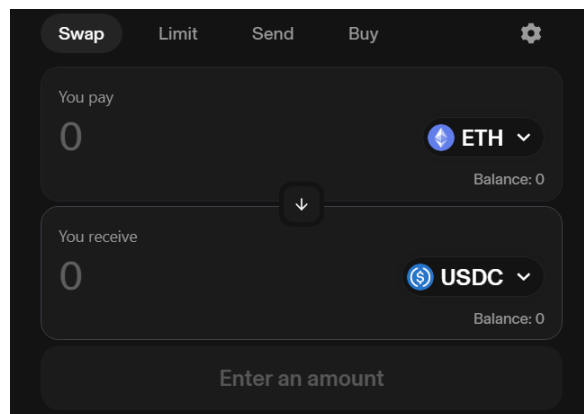 Swap Limit Send Buy
You pay
0
ETH
Balance: 0
You receive
0
USDC
Balance: 0
Enter an amount